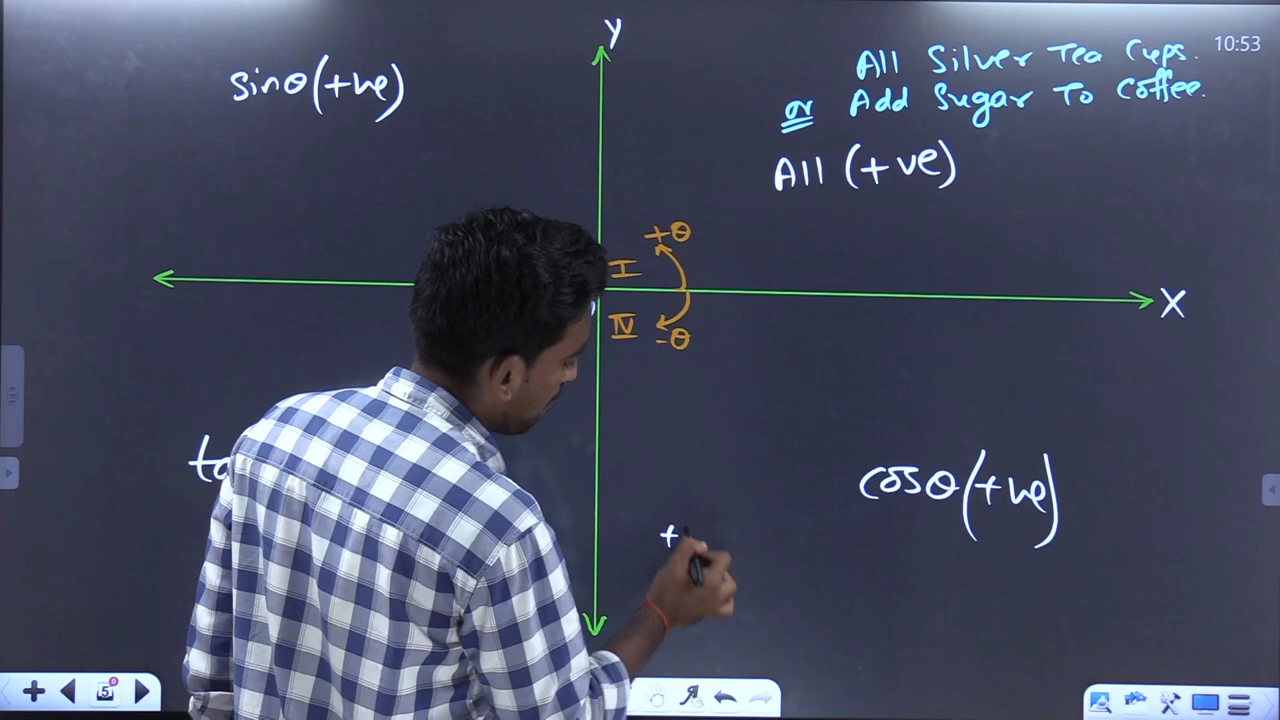 Y
10:53
All Silver Tea Cups.
or Add Sugar To Coffee.
sinθ(+ve)
All (+ve)
+θ
I
X
IV
-θ
cosθ(+ve)
+
5